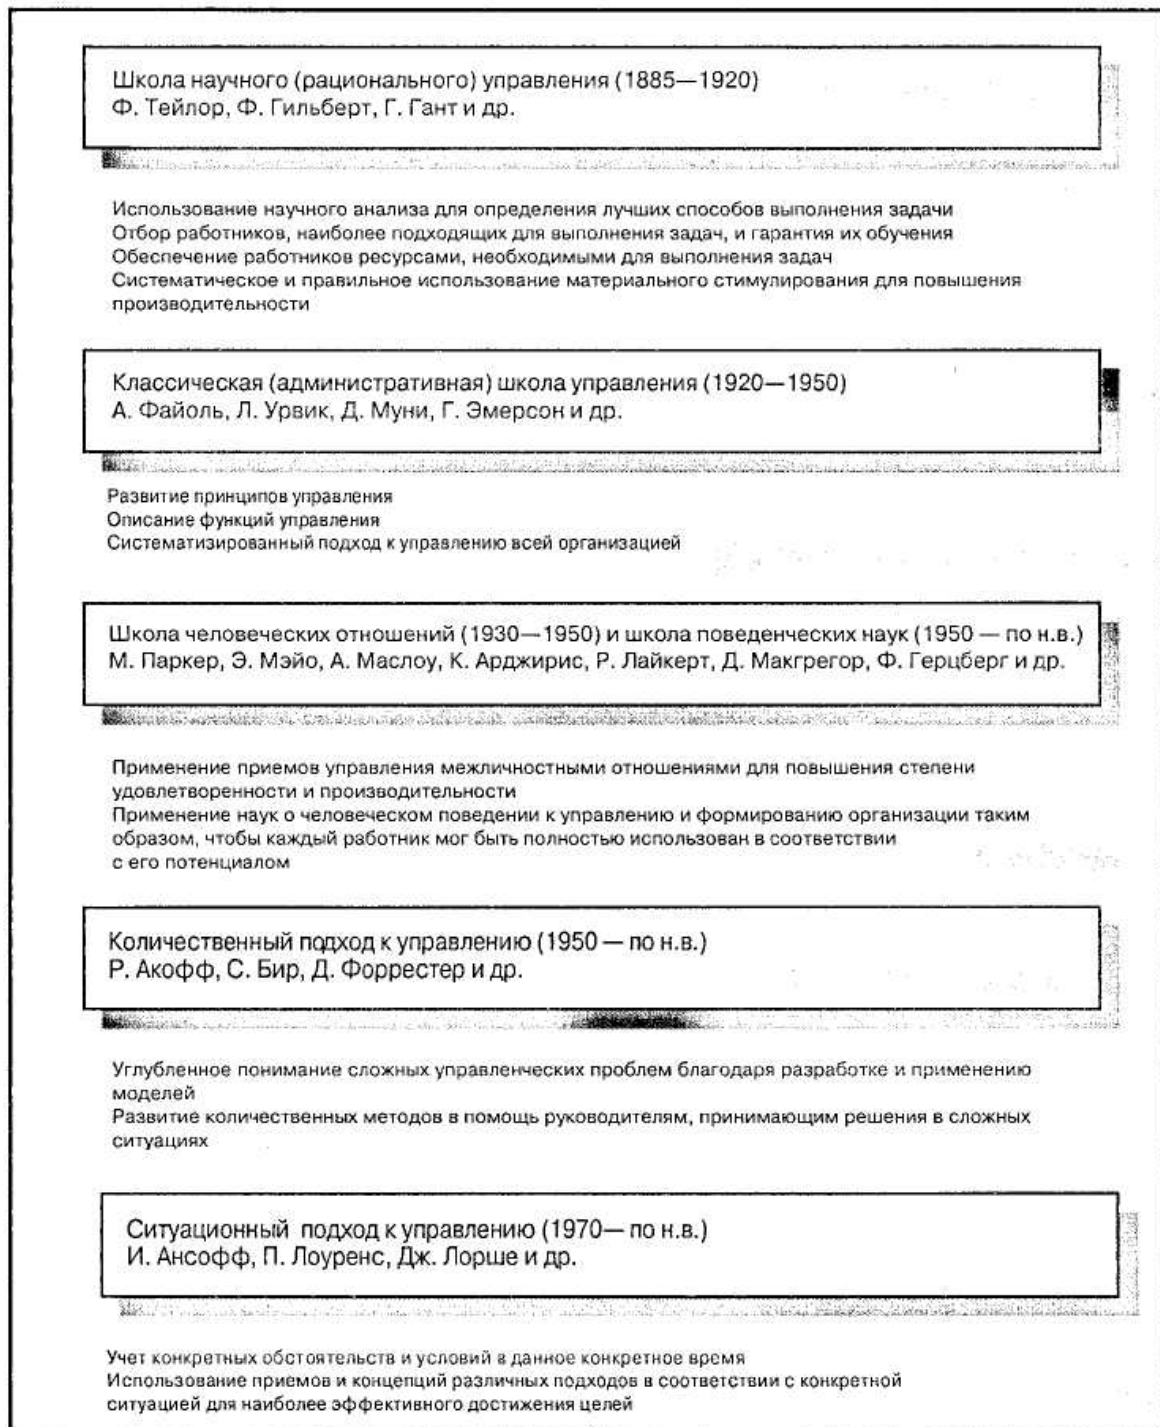 Школа научного (рационального) управления (1885—1920)
Ф. Тейлор, Ф. Гильберт, Г. Гант и др.
Использование научного анализа для определения лучших способов выполнения задачи
Отбор работников, наиболее подходящих для выполнения задач, и гарантия их обучения
Обеспечение работников ресурсами, необходимыми для выполнения задач
Систематическое и правильное использование материального стимулирования для повышения
производительности
Классическая (административная) школа управления (1920—1950)
А. Файоль, Л. Урвик, Д. Муни, Г. Эмерсон и др.
Развитие принципов управления
Описание функций управления
Систематизированный подход к управлению всей организацией
Школа человеческих отношений (1930—1950) и школа поведенческих наук (1950 — по н.в.)
М. Паркер, Э. Мэйо, А. Маслоу, К. Арджирис, Р. Лайкерт, Д. Макгрегор, Ф. Герцберг и др.
Применение приемов управления межличностными отношениями для повышения степени
удовлетворенности и производительности
Применение наук о человеческом поведении к управлению и формированию организации таким
образом, чтобы каждый работник мог быть полностью использован в соответствии
с его потенциалом
Количественный подход к управлению (1950 — по н.в.)
Р. Акофф, С. Бир, Д. Форрестер и др.
Углубленное понимание сложных управленческих проблем благодаря разработке и применению
моделей
Развитие количественных методов в помощь руководителям, принимающим решения в сложных
ситуациях
Ситуационный подход к управлению (1970— по н.в.)
И. Ансофф, П. Лоуренс, Дж. Лорше и др.
Учет конкретных обстоятельств и условий в данное конкретное время
Использование приемов и концепций различных подходов в соответствии с конкретной
ситуацией для наиболее эффективного достижения целей